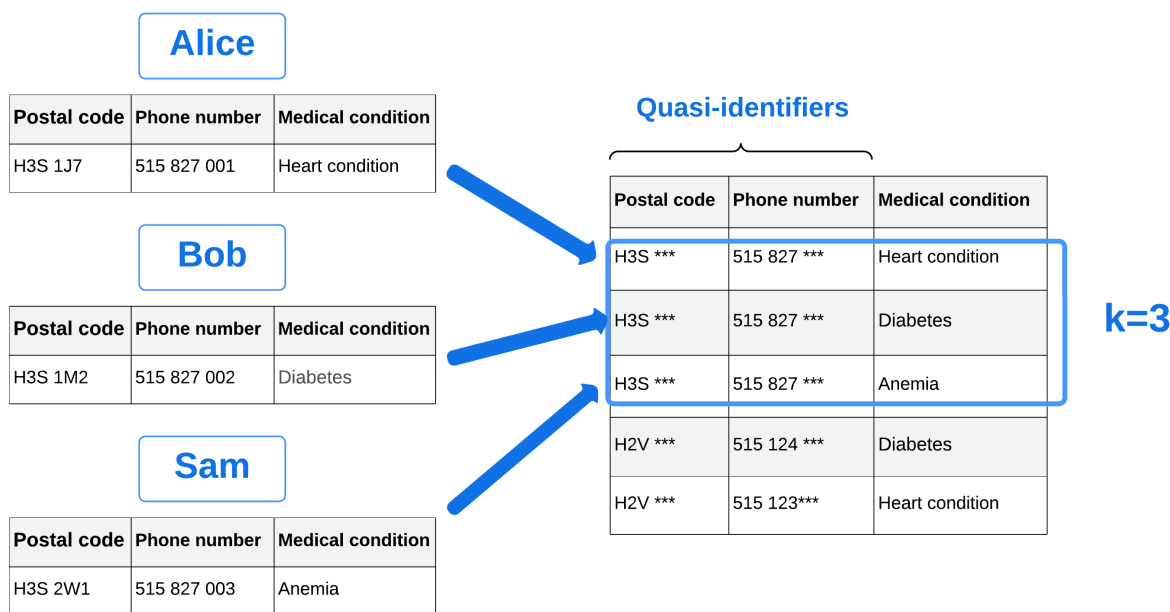 Alice
Postal code Phone number Medical condition
H3S 1J7 515 827 001 Heart condition
Bob
Postal code Phone number Medical condition
H3S 1M2 515 827 002 Diabetes
Sam
Postal code Phone number Medical condition
H3S 2W1 515 827 003 Anemia
Quasi-identifiers
Postal code Phone number Medical condition
H3S *** 515 827 *** Heart condition
H3S *** 515 827 *** Diabetes
H3S *** 515 827 *** Anemia
H2V *** 515 124 *** Diabetes
H2V *** 515 123*** Heart condition
k=3